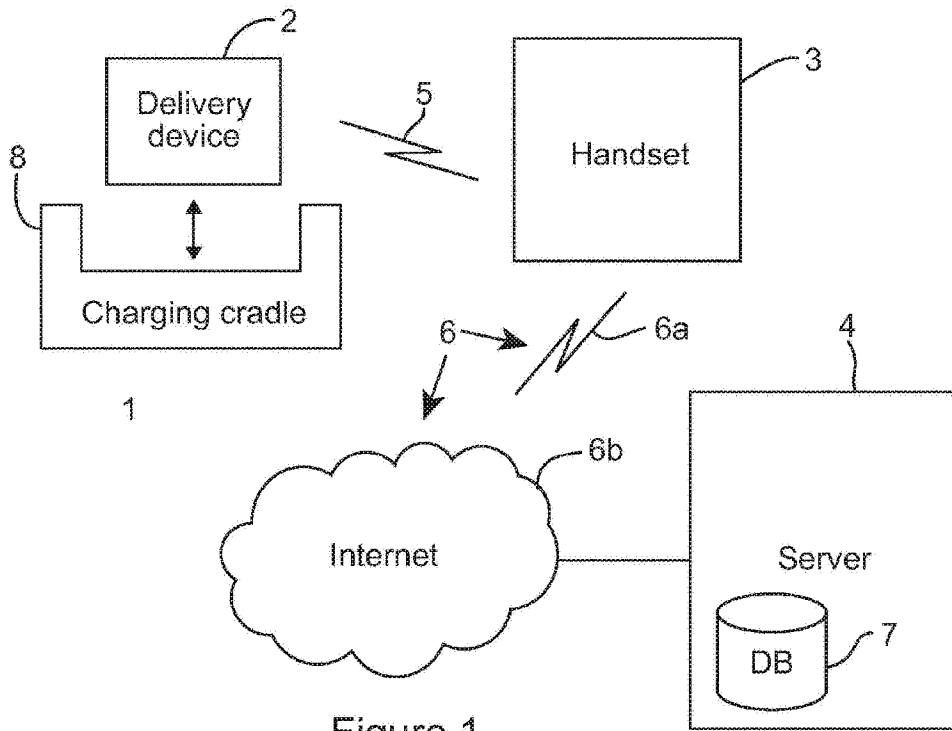 2
Delivery
device
5
3
Handset
8
Charging cradle
6
6a
4
1
6b
Internet
Server
DB
7
Figure 1